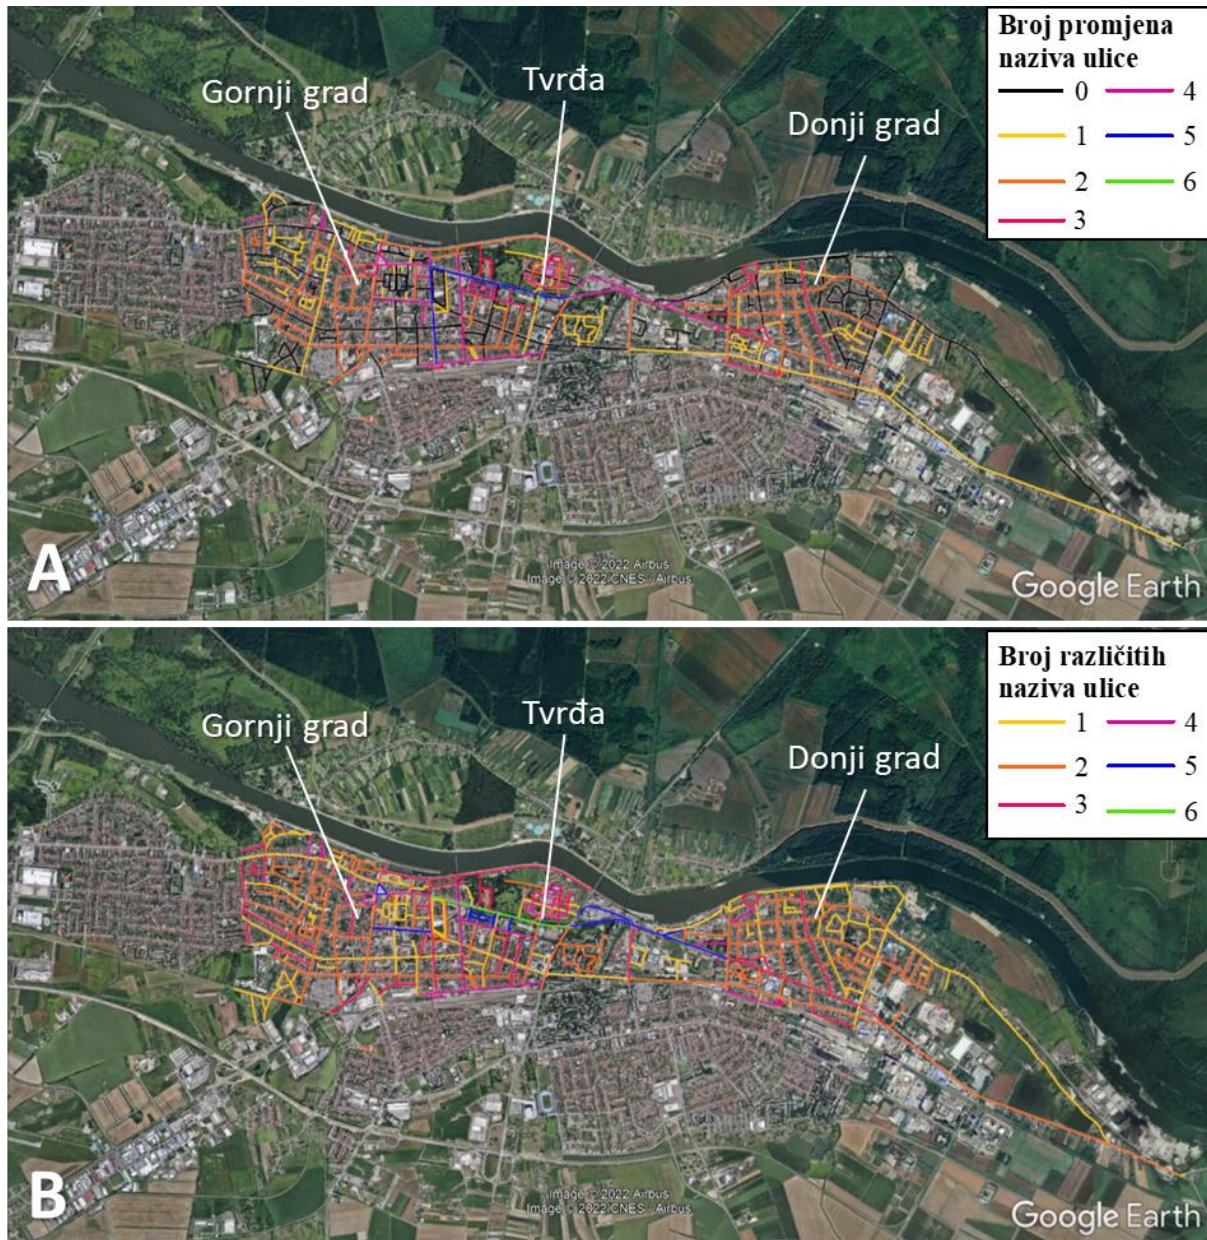 Broj promjena
naziva ulice
0 4
1 5
2 6
3
Gornji grad
Tvrđa
Donji grad
A
Image © 2022 Airbus
Image © 2022 CNES / Airbus
Google Earth
Broj različitih
naziva ulice
1 4
2 5
3 6
Gornji grad
Tvrđa
Donji grad
B
Image © 2022 Airbus
Image © 2022 CNES / Airbus
Google Earth